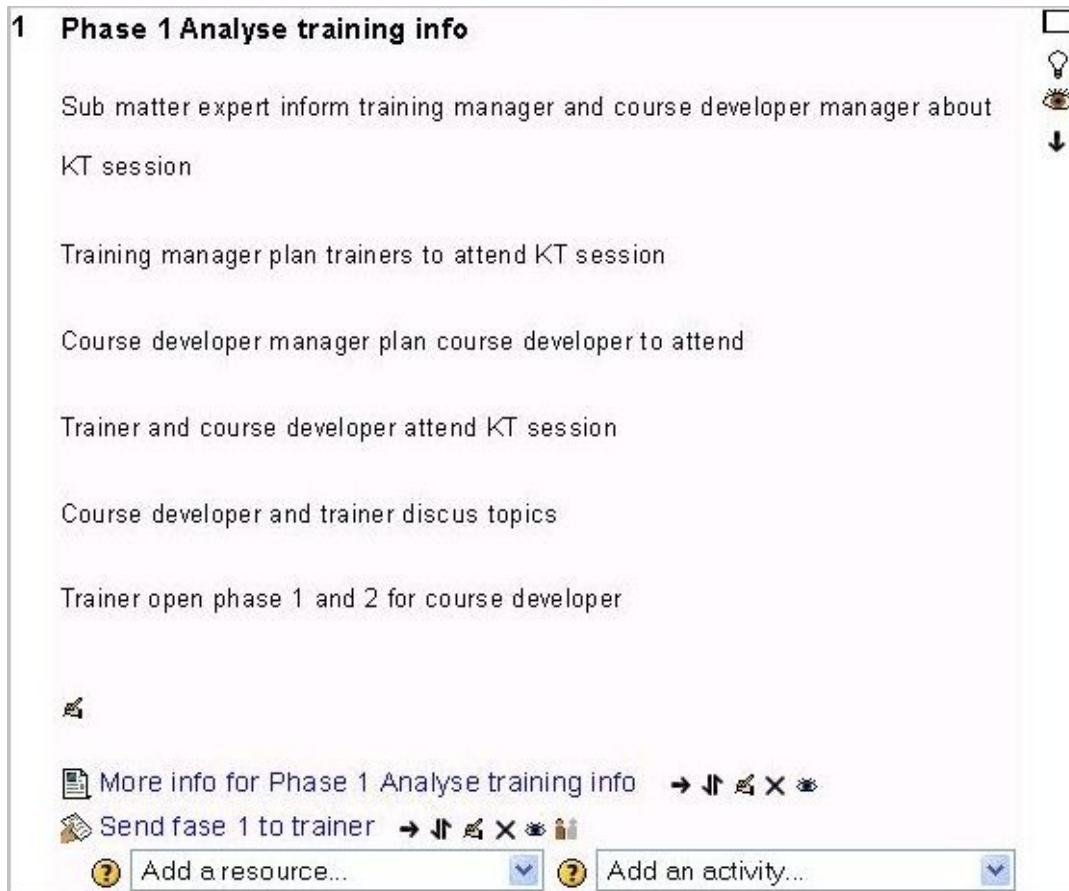 1 Phase 1 Analyse training info
Sub matter expert inform training manager and course developer manager about
KT session
Training manager plan trainers to attend KT session
Course developer manager plan course developer to attend
Trainer and course developer attend KT session
Course developer and trainer discus topics
Trainer open phase 1 and 2 for course developer
More info for Phase 1 Analyse training info
Send fase 1 to trainer
? Add a resource... ? Add an activity...